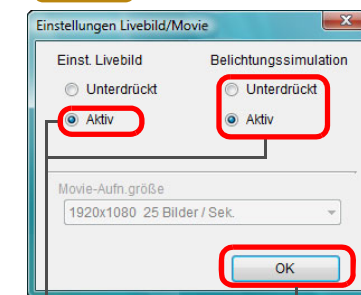 Einstellungen Livebild/Movie
Einst. Livebild Belichtungssimulation
Unterdrückt Unterdrückt
Aktiv Aktiv
Movie-Aufn.größe
1920x1080 25 Bilder / Sek.
OK